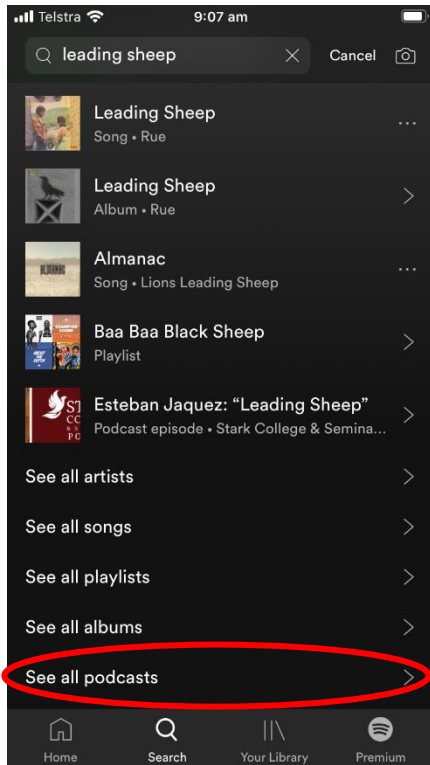 Telstra 9:07 am
leading sheep Cancel
Leading Sheep
Song • Rue
Leading Sheep
Album • Rue
ALMANAC
Almanac
Song • Lions Leading Sheep
Baa Baa Black Sheep
Playlist
Esteban Jaquez: “Leading Sheep”
Podcast episode • Stark College & Semina...
See all artists
See all songs
See all playlists
See all albums
See all podcasts
Home Search Your Library Premium